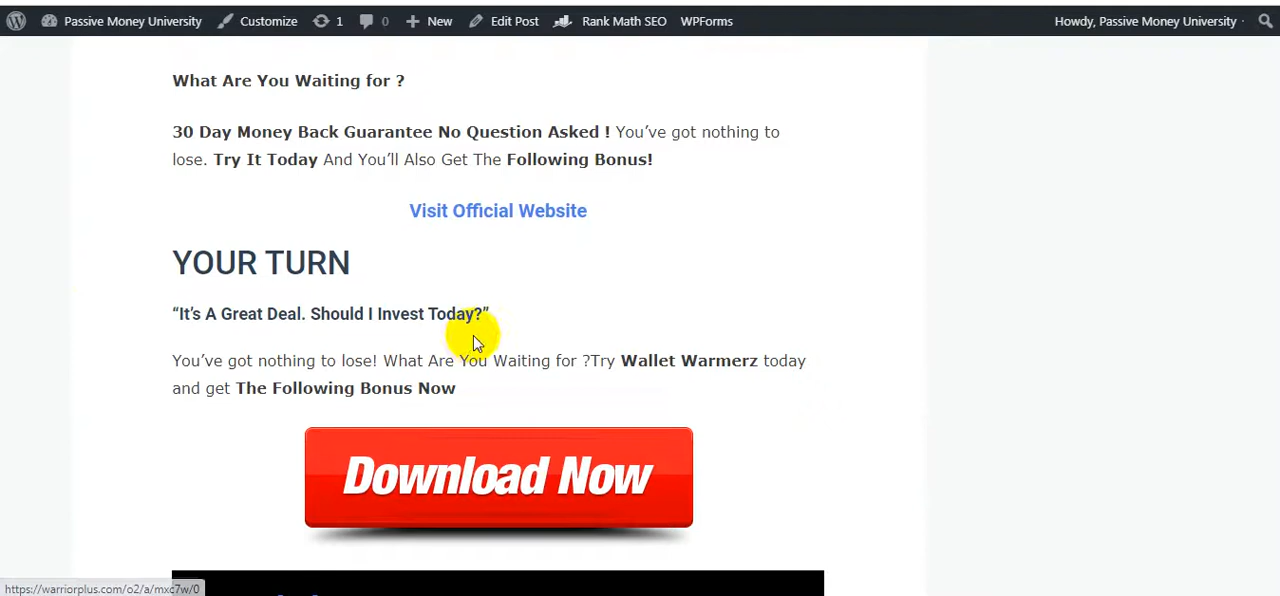 Passive Money University Customize 1 0 New Edit Post Rank Math SEO WPForms Howdy, Passive Money University
What Are You Waiting for ?
30 Day Money Back Guarantee No Question Asked ! You’ve got nothing to
lose. Try It Today And You’ll Also Get The Following Bonus!
Visit Official Website
YOUR TURN
“It’s A Great Deal. Should I Invest Today?”
You’ve got nothing to lose! What Are You Waiting for ?Try Wallet Warmerz today
and get The Following Bonus Now
Download Now
https://warriorplus.com/o2/a/mxc7w/0